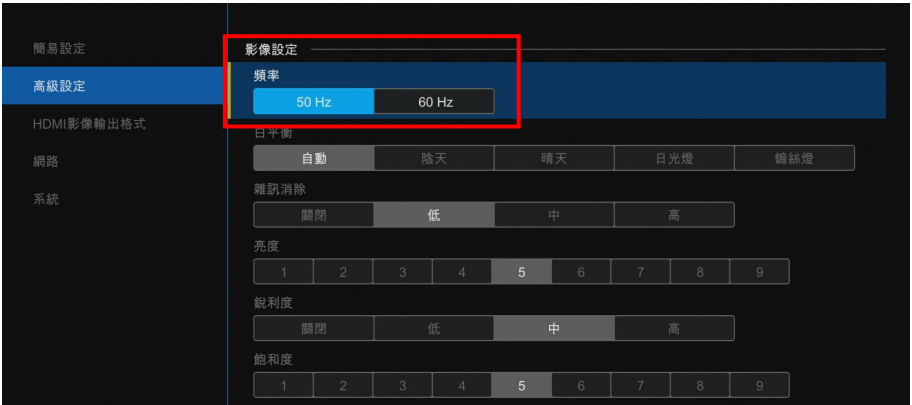 簡易設定
高級設定
HDMI影像輸出格式
網路
系統
影像設定
頻率
50 Hz 60 Hz
日平衡
自動 陰天 晴天 日光燈 鎢絲燈
雜訊消除
關閉 低 中 高
亮度
1 2 3 4 5 6 7 8 9
銳利度
關閉 低 中 高
飽和度
1 2 3 4 5 6 7 8 9